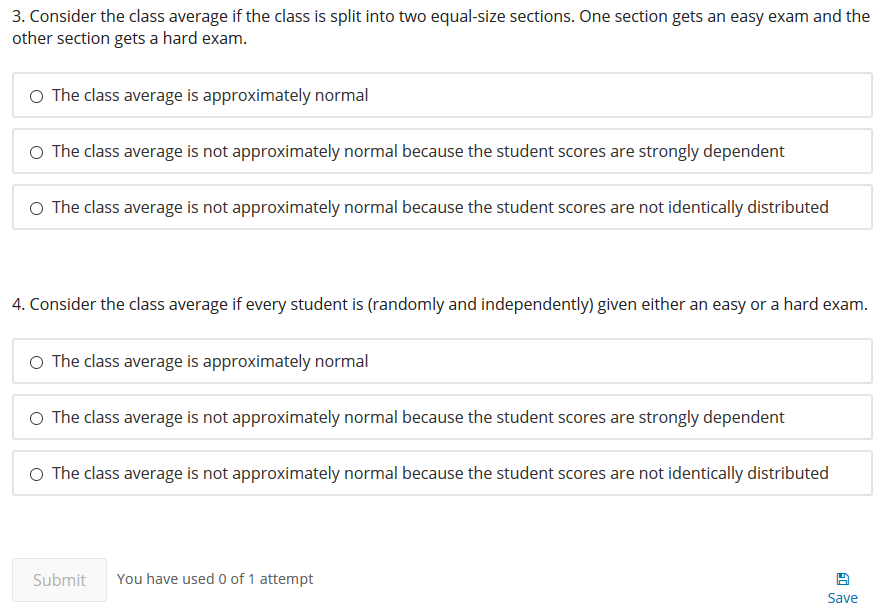 3. Consider the class average if the class is split into two equal-size sections. One section gets an easy exam and the
other section gets a hard exam.
The class average is approximately normal
The class average is not approximately normal because the student scores are strongly dependent
The class average is not approximately normal because the student scores are not identically distributed
4. Consider the class average if every student is (randomly and independently) given either an easy or a hard exam.
The class average is approximately normal
The class average is not approximately normal because the student scores are strongly dependent
The class average is not approximately normal because the student scores are not identically distributed
Submit You have used 0 of 1 attempt
Save